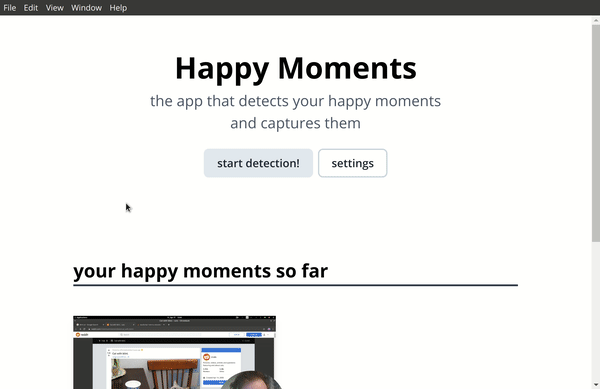 File Edit View Window Help
Happy Moments
the app that detects your happy moments
and captures them
start detection! settings
your happy moments so far